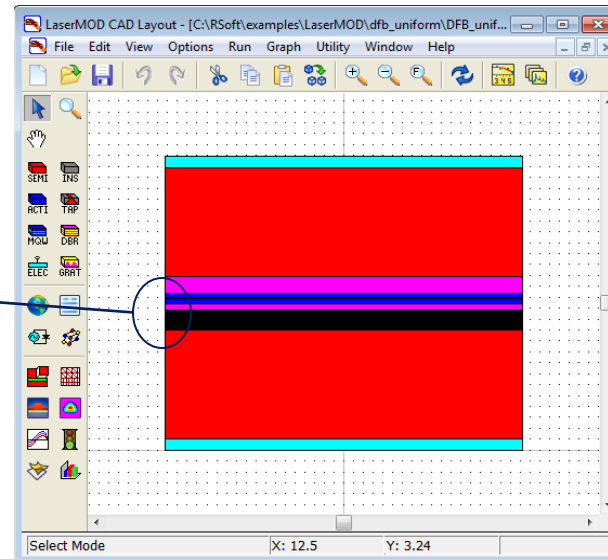 LaserMOD CAD Layout - [C:\RSoft\examples\LaserMOD\dfb_uniform\DFB_unif...
File Edit View Options Run Graph Utility Window Help
SEMI INS
ACTI TAP
MQW DBR
ELEC GRAT
Select Mode X: 12.5 Y: 3.24